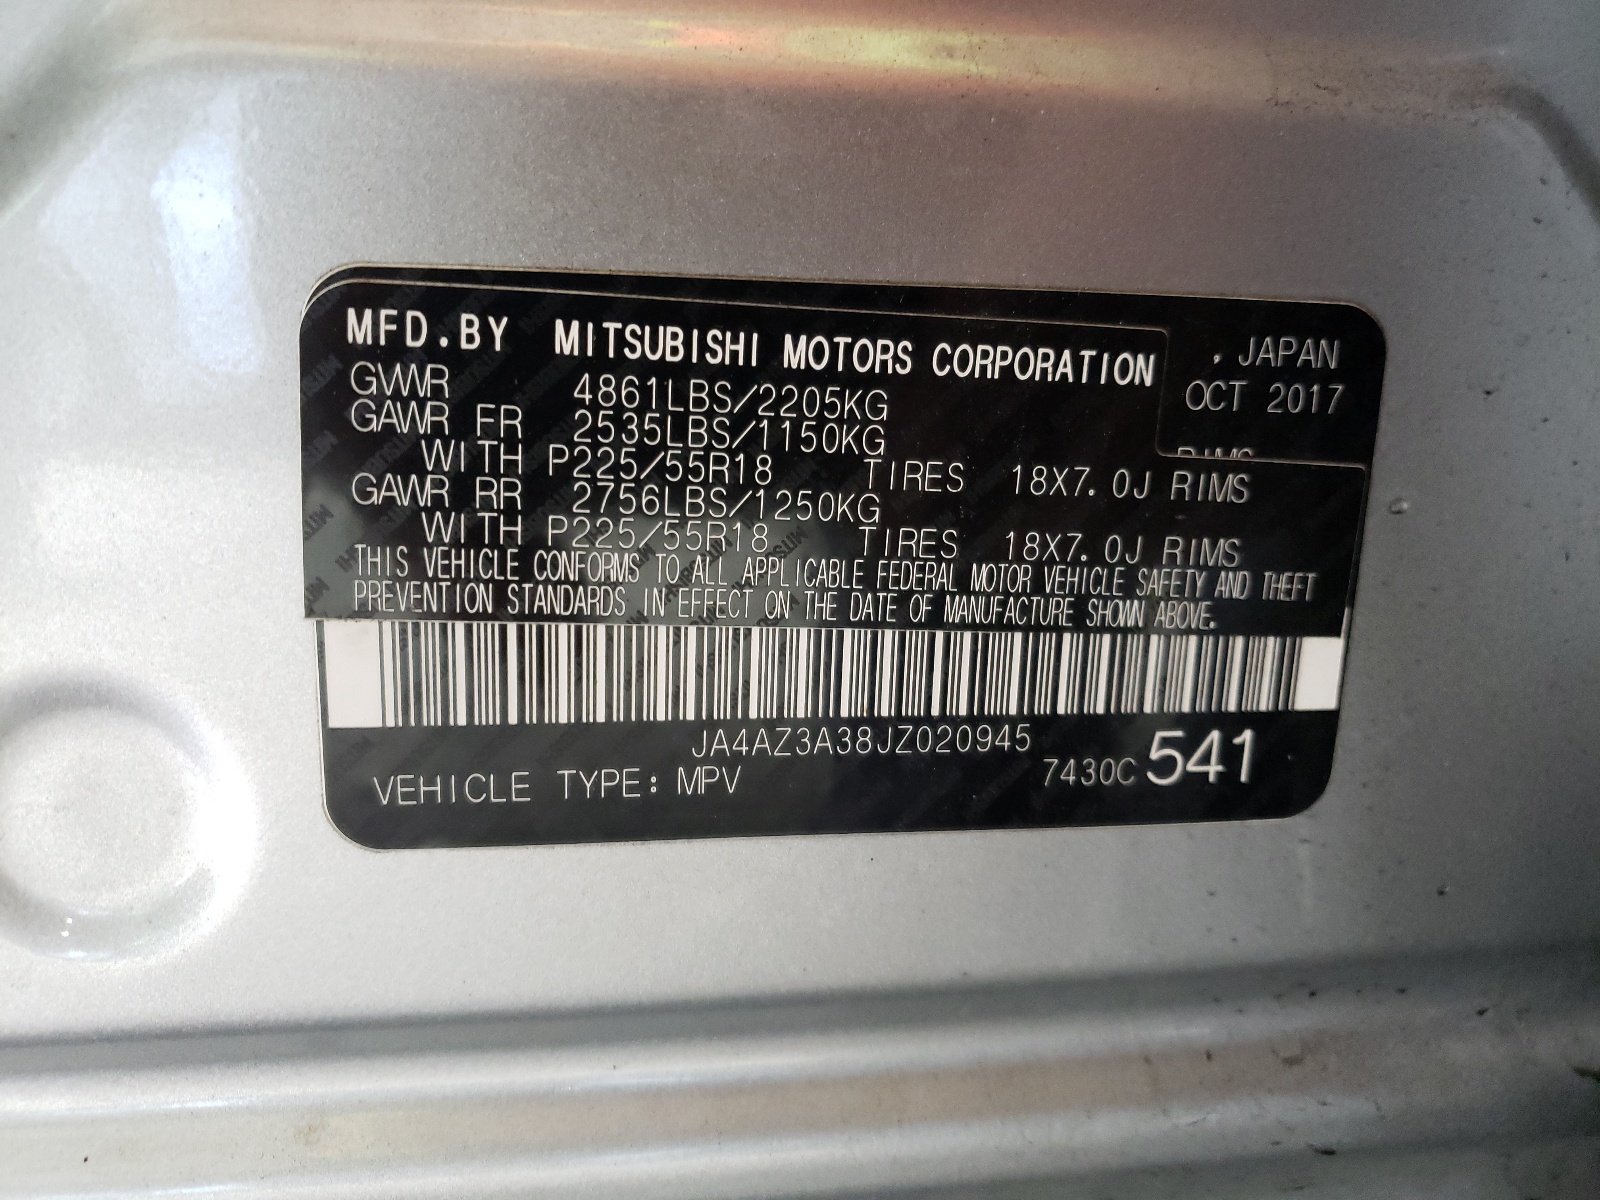 MFD.BY MITSUBISHI MOTORS CORPORATION , JAPAN
GVWR 4861LBS/2205KG OCT 2017
GAWR FR 2535LBS/1150KG
RIMS
WITH P225/55R18 TIRES 18X7.0J RIMS
GAWR RR 2756LBS/1250KG
WITH P225/55R18 TIRES 18X7.0J RIMS
THIS VEHICLE CONFORMS TO ALL APPLICABLE FEDERAL MOTOR VEHICLE SAFETY AND THEFT
PREVENTION STANDARDS IN EFFECT ON THE DATE OF MANUFACTURE SHOWN ABOVE.
JA4AZ3A38JZ020945
VEHICLE TYPE: MPV 7430C 541